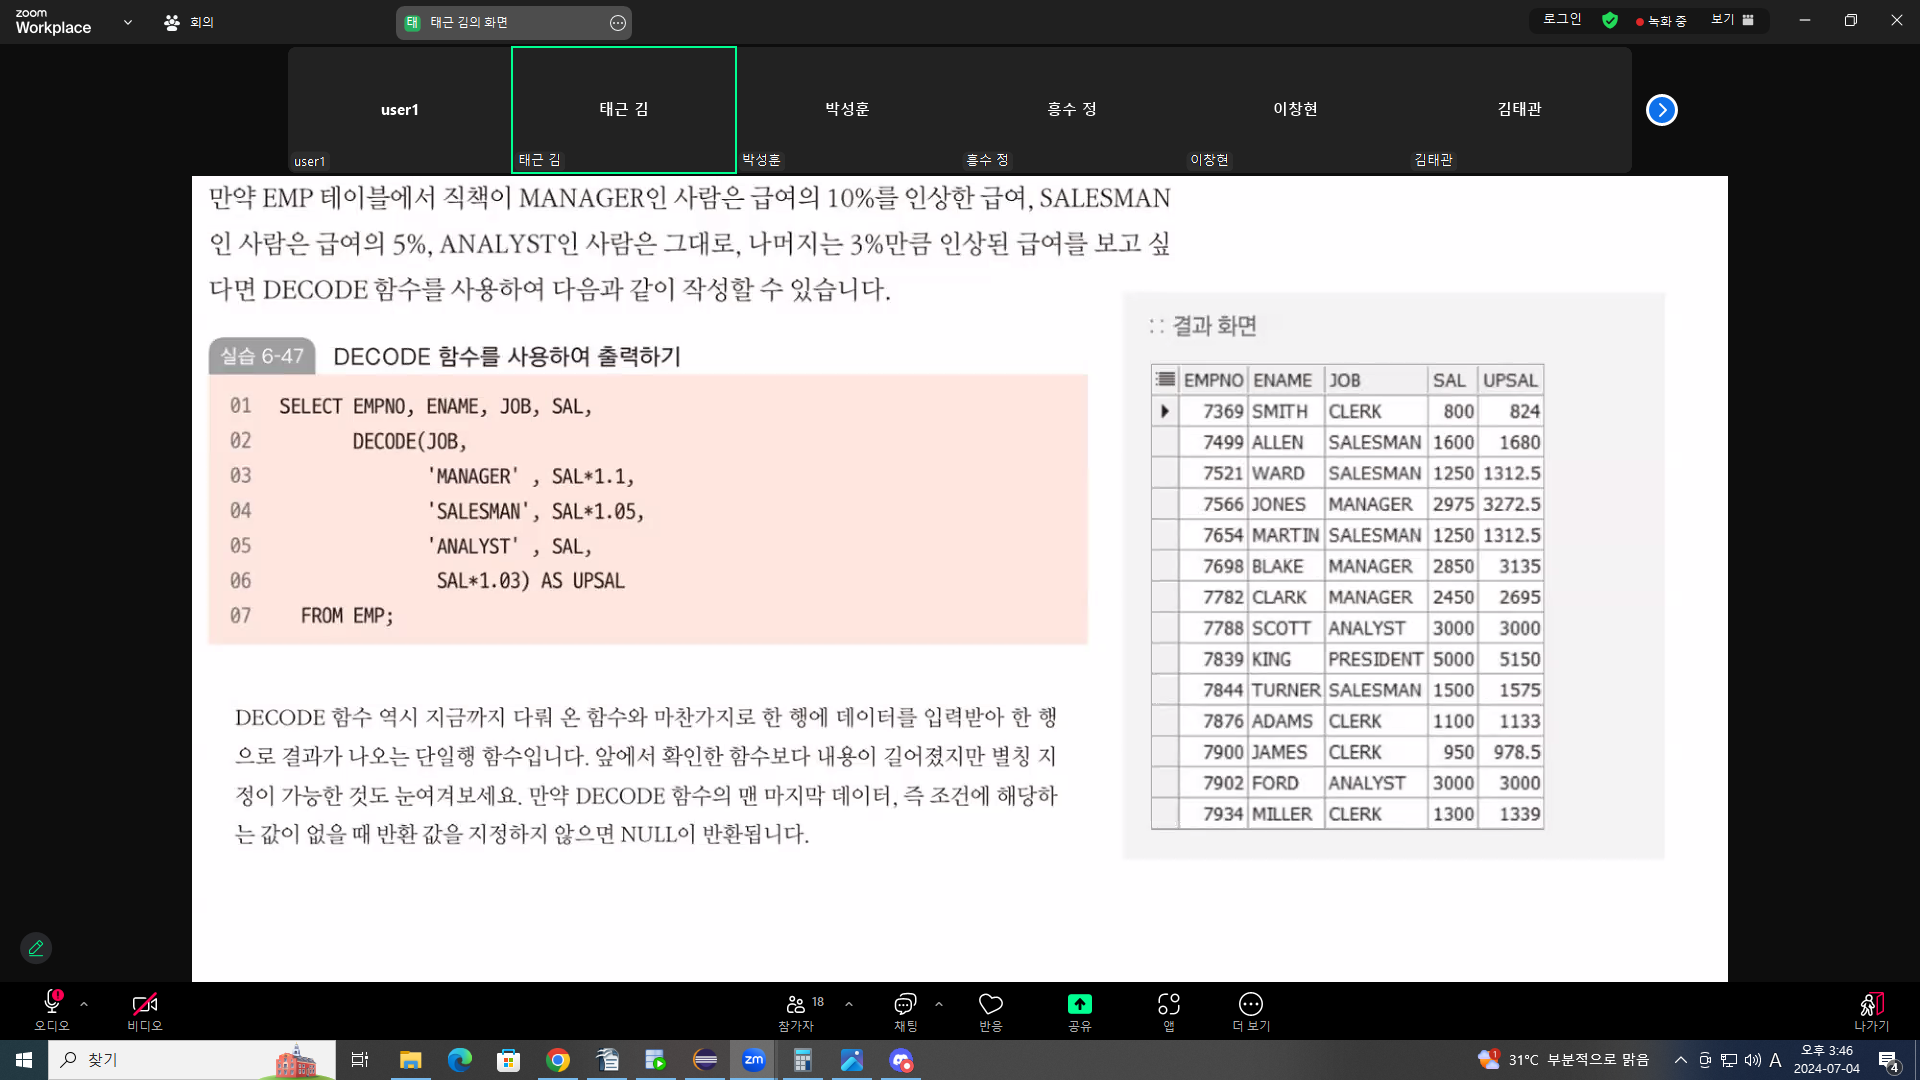 zoom
Workplace
회의
태 태근 김의 화면
로그인
녹화 중
보기
user1
태근 김
박성훈
흥수 정
이창현
김태관
user1
태근 김
박성훈
흥수 정
이창현
김태관
만약 EMP 테이블에서 직책이 MANAGER인 사람은 급여의 10%를 인상한 급여, SALESMAN
인 사람은 급여의 5%, ANALYST인 사람은 그대로, 나머지는 3%만큼 인상된 급여를 보고 싶
다면 DECODE 함수를 사용하여 다음과 같이 작성할 수 있습니다.
실습 6-47 DECODE 함수를 사용하여 출력하기
01 SELECT EMPNO, ENAME, JOB, SAL,
02 DECODE(JOB,
03 'MANAGER' , SAL*1.1,
04 'SALESMAN', SAL*1.05,
05 'ANALYST' , SAL,
06 SAL*1.03) AS UPSAL
07 FROM EMP;
DECODE 함수 역시 지금까지 다뤄 온 함수와 마찬가지로 한 행에 데이터를 입력받아 한 행
으로 결과가 나오는 단일행 함수입니다. 앞에서 확인한 함수보다 내용이 길어졌지만 별칭 지
정이 가능한 것도 눈여겨보세요. 만약 DECODE 함수의 맨 마지막 데이터, 즉 조건에 해당하
는 값이 없을 때 반환 값을 지정하지 않으면 NULL이 반환됩니다.
:: 결과 화면
EMPNO ENAME JOB SAL UPSAL
7369 SMITH CLERK 800 824
7499 ALLEN SALESMAN 1600 1680
7521 WARD SALESMAN 1250 1312.5
7566 JONES MANAGER 2975 3272.5
7654 MARTIN SALESMAN 1250 1312.5
7698 BLAKE MANAGER 2850 3135
7782 CLARK MANAGER 2450 2695
7788 SCOTT ANALYST 3000 3000
7839 KING PRESIDENT 5000 5150
7844 TURNER SALESMAN 1500 1575
7876 ADAMS CLERK 1100 1133
7900 JAMES CLERK 950 978.5
7902 FORD ANALYST 3000 3000
7934 MILLER CLERK 1300 1339
오디오
비디오
18
참가자
채팅
반응
공유
앱
더 보기
나가기
찾기
zm
1
31°C 부분적으로 맑음
A
오후 3:46
2024-07-04
4